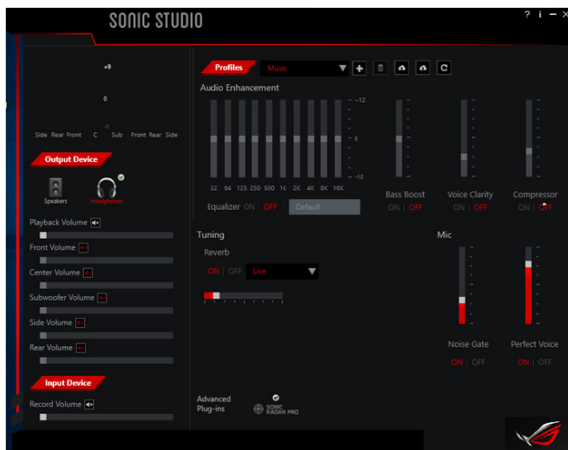 SONIC STUDIO
? i
+9
0
Side Rear Front C Sub Front Rear Side
Output Device
Speakers
Headphones
Playback Volume
Front Volume
Center Volume
Subwoofer Volume
Side Volume
Rear Volume
Input Device
Record Volume
Profiles
Music
Audio Enhancement
-12
0
-12
32 64 125 250 500 1K 2K 4K 8K 16K
Equalizer ON | OFF Default
Bass Boost
ON | OFF
Voice Clarity
ON | OFF
Compressor
ON | OFF
Tuning
Reverb
ON | OFF Live
Mic
Noise Gate
ON | OFF
Perfect Voice
ON | OFF
Advanced
Plug-ins
SONIC
RADAR PRO